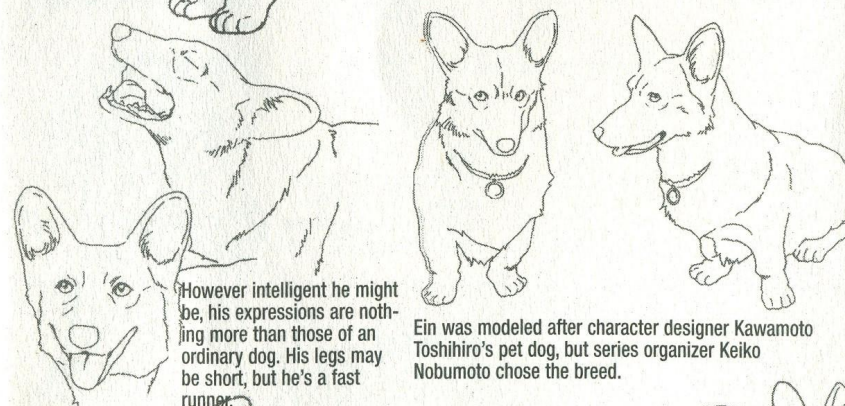 However intelligent he might
be, his expressions are noth-
ing more than those of an
ordinary dog. His legs may
be short, but he's a fast
runner.
Ein was modeled after character designer Kawamoto
Toshihiro's pet dog, but series organizer Keiko
Nobumoto chose the breed.